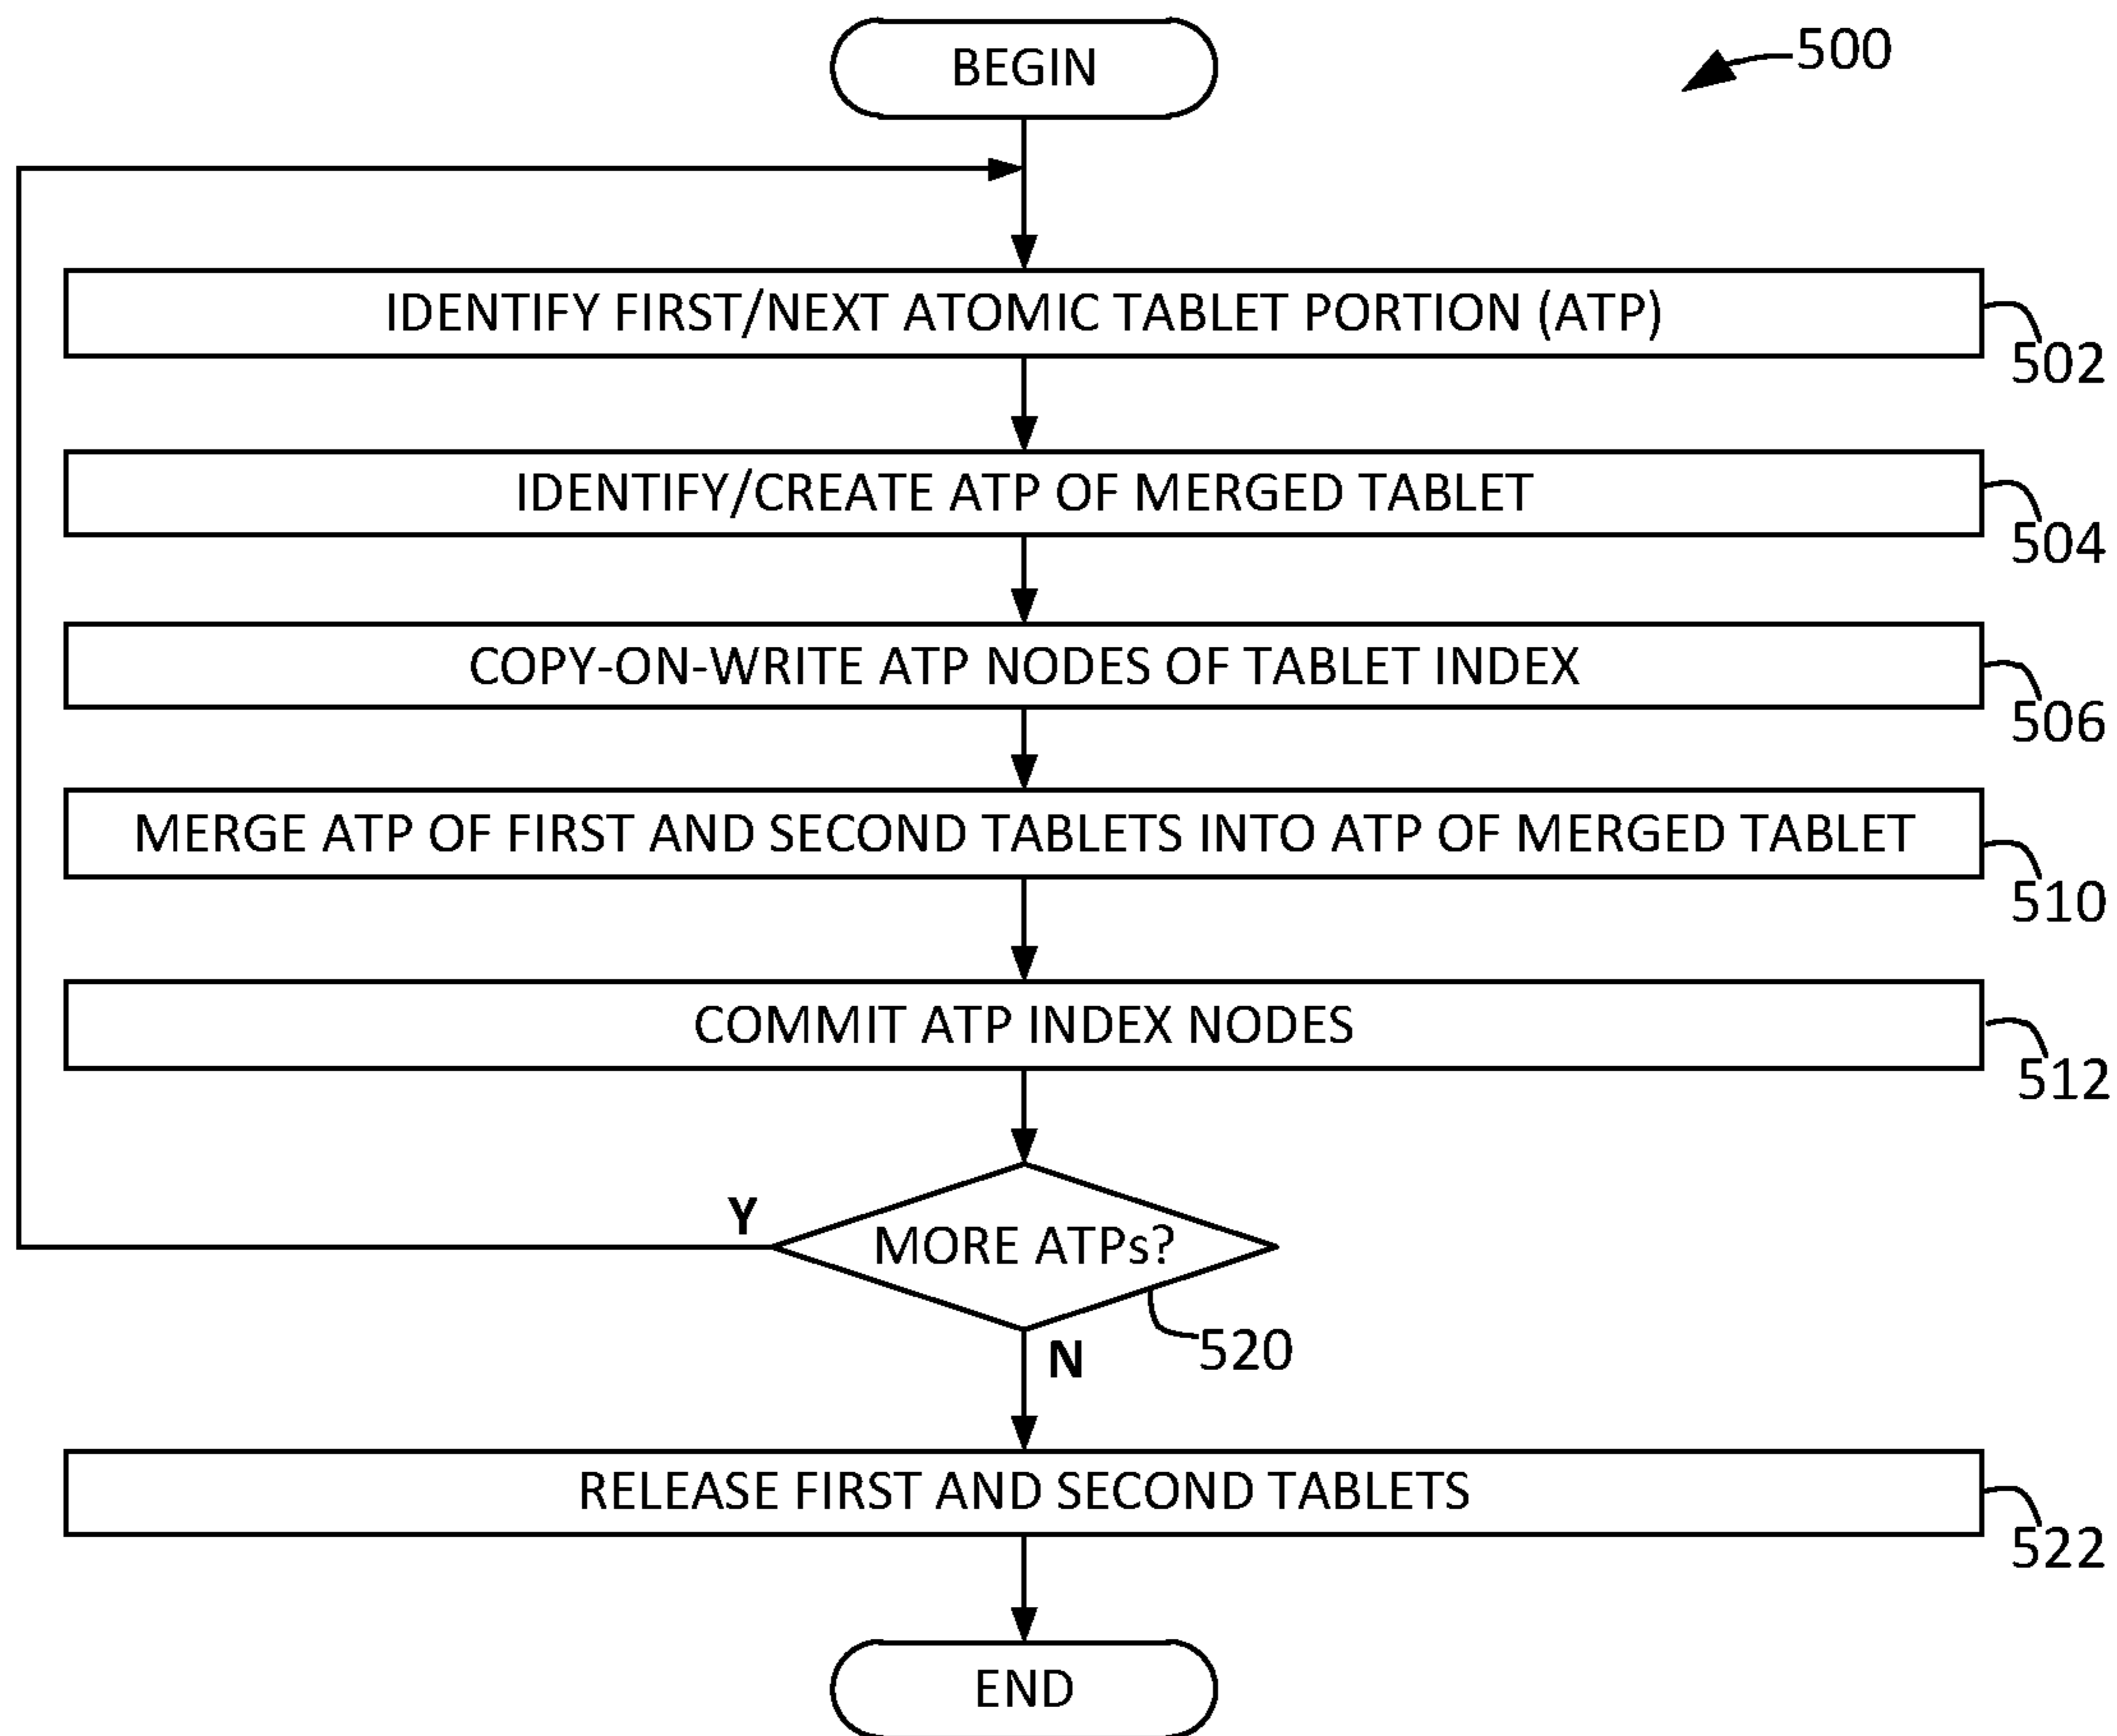 BEGIN
500
IDENTIFY FIRST/NEXT ATOMIC TABLET PORTION (ATP)
502
IDENTIFY/CREATE ATP OF MERGED TABLET
504
COPY-ON-WRITE ATP NODES OF TABLET INDEX
506
MERGE ATP OF FIRST AND SECOND TABLETS INTO ATP OF MERGED TABLET
510
COMMIT ATP INDEX NODES
512
Y
MORE ATPs?
520
N
RELEASE FIRST AND SECOND TABLETS
522
END